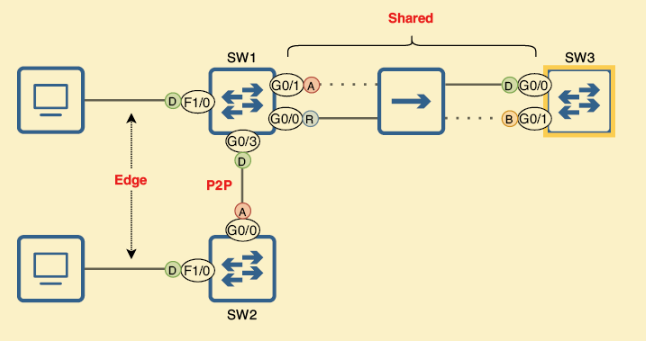 Shared
SW1
SW3
D F1/0
G0/1 A
D G0/0
G0/0 R
B G0/1
G0/3
D
Edge
P2P
A
G0/0
D F1/0
SW2